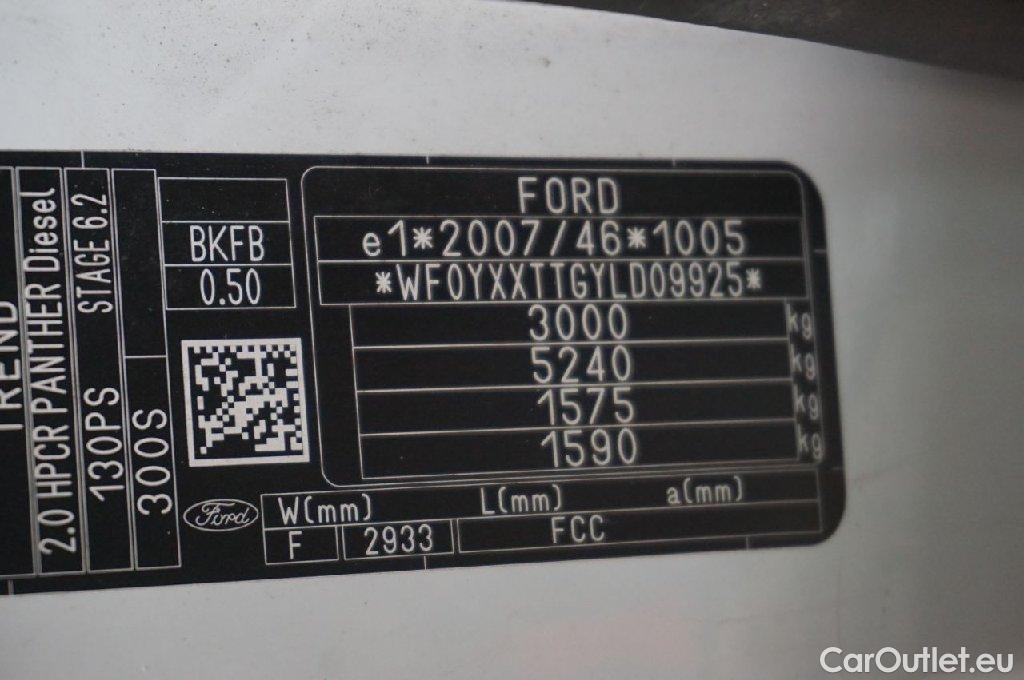 TREND
2.0 HPCR PANTHER Diesel
130PS STAGE 6.2
300S
BKFB
0.50
FORD
e1*2007/46*1005
*WF0YXXTTGYLD09925*
3000 kg
5240 kg
1575 kg
1590 kg
Ford
W(mm) L(mm) a(mm)
F 2933 FCC
CarOutlet.eu